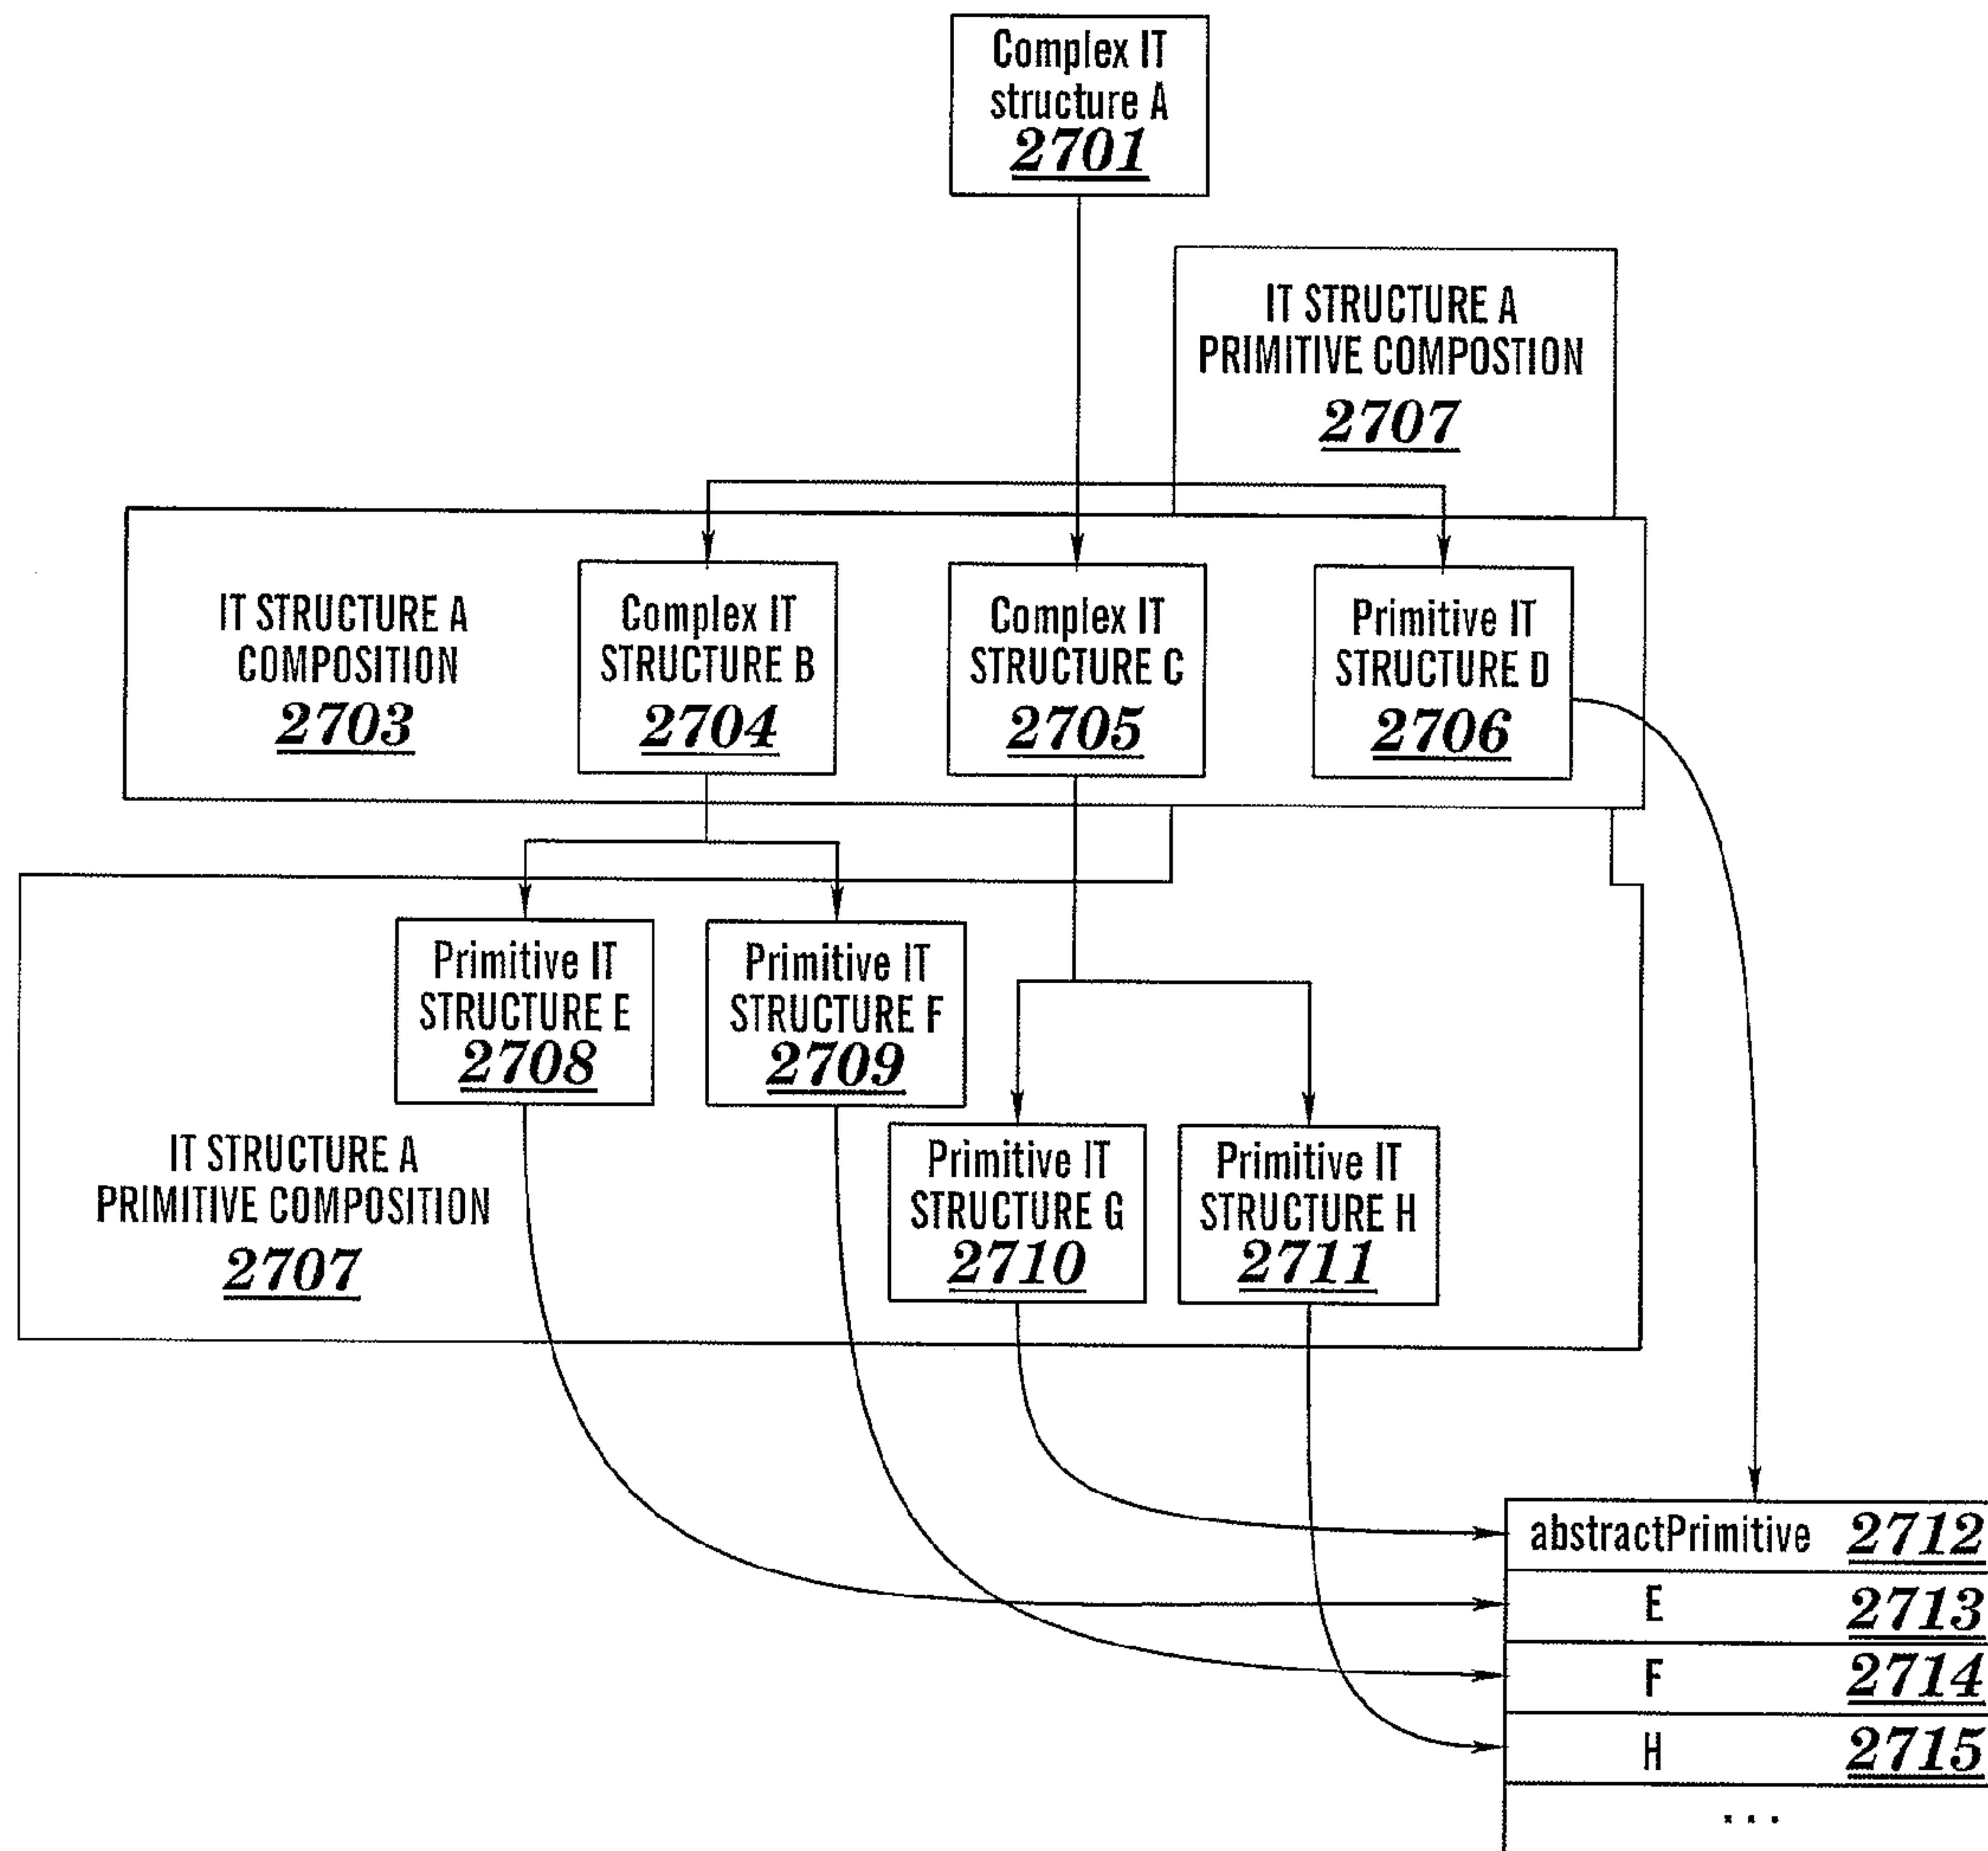 Complex IT
structure A
2701
IT STRUCTURE A
PRIMITIVE COMPOSTION
2707
IT STRUCTURE A
COMPOSITION
2703
Complex IT
STRUCTURE B
2704
Complex IT
STRUCTURE C
2705
Primitive IT
STRUCTURE D
2706
Primitive IT
STRUCTURE E
2708
Primitive IT
STRUCTURE F
2709
IT STRUCTURE A
PRIMITIVE COMPOSITION
2707
Primitive IT
STRUCTURE G
2710
Primitive IT
STRUCTURE H
2711
abstractPrimitive 2712
E 2713
F 2714
H 2715
...